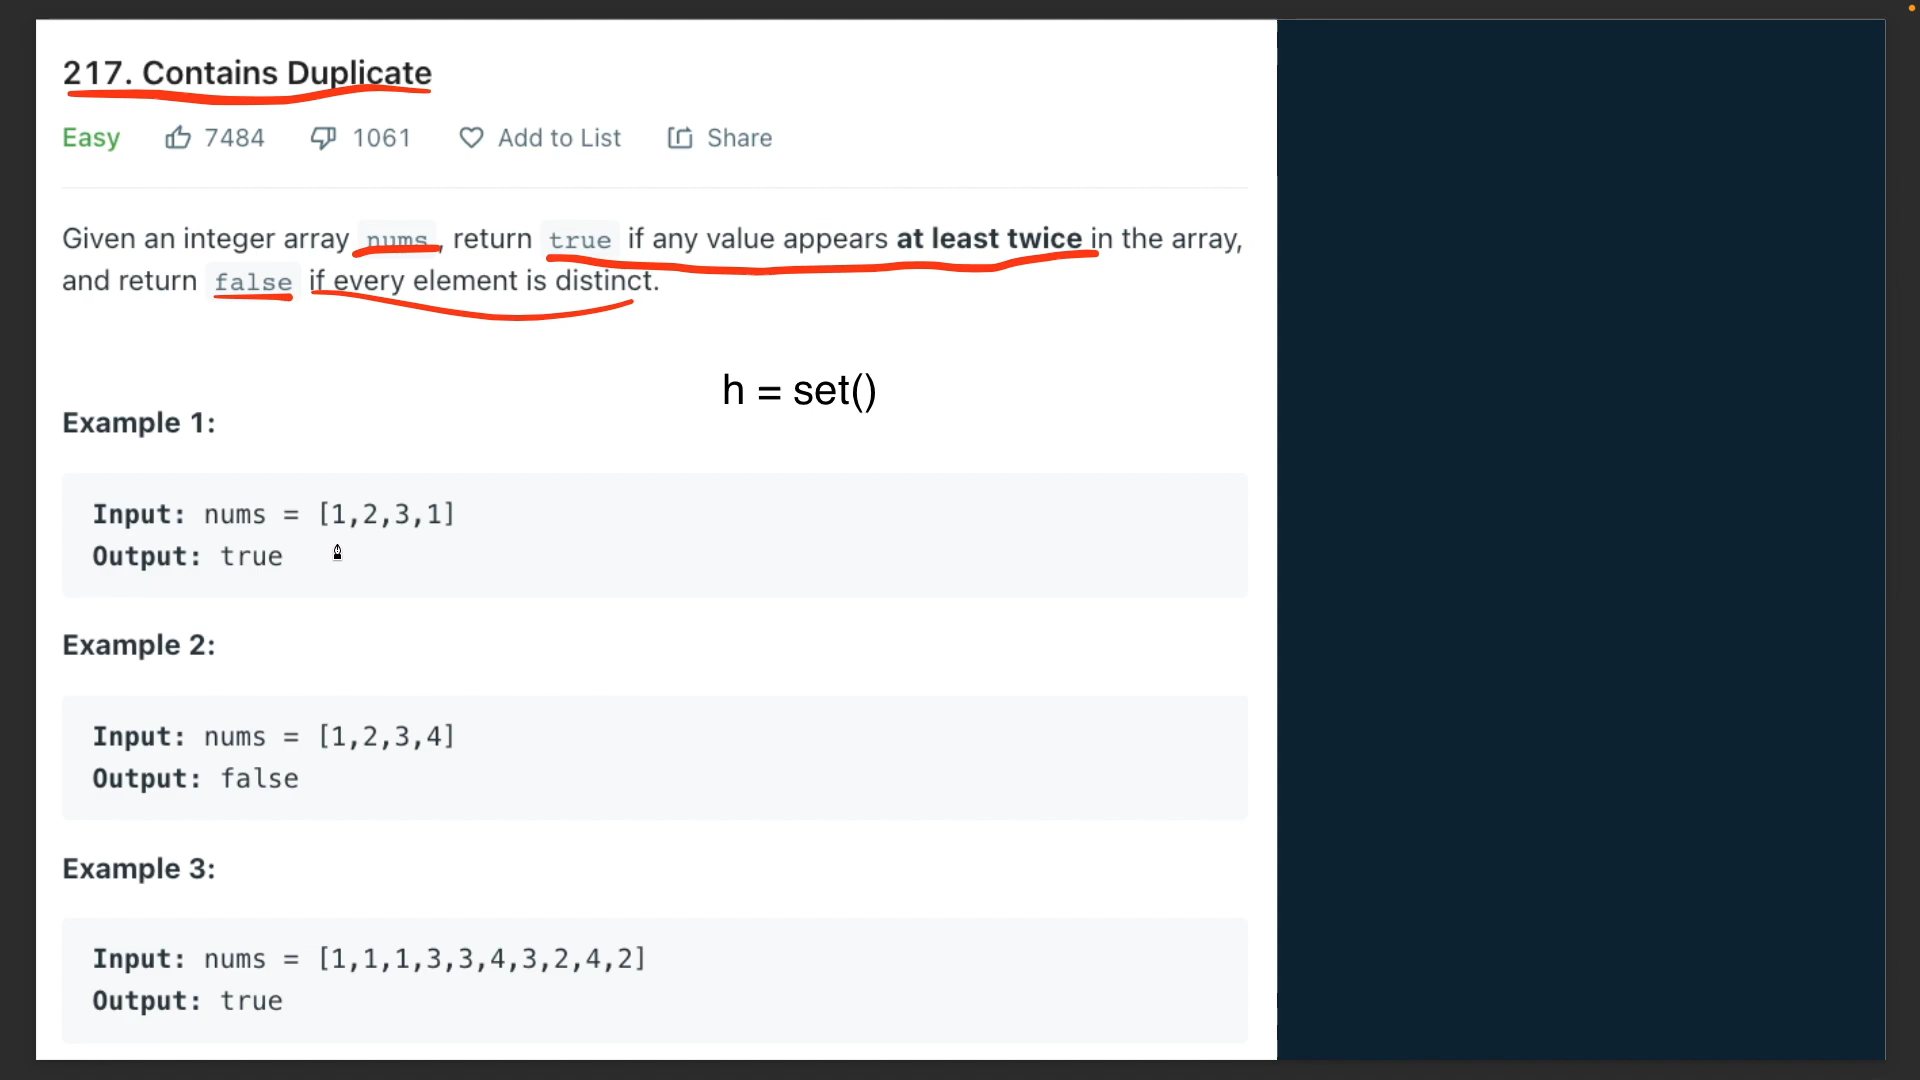 217. Contains Duplicate
Easy 7484 1061 Add to List Share
Given an integer array nums, return true if any value appears at least twice in the array,
and return false if every element is distinct.
h = set()
Example 1:
Input: nums = [1,2,3,1]
Output: true
Example 2:
Input: nums = [1,2,3,4]
Output: false
Example 3:
Input: nums = [1,1,1,3,3,4,3,2,4,2]
Output: true